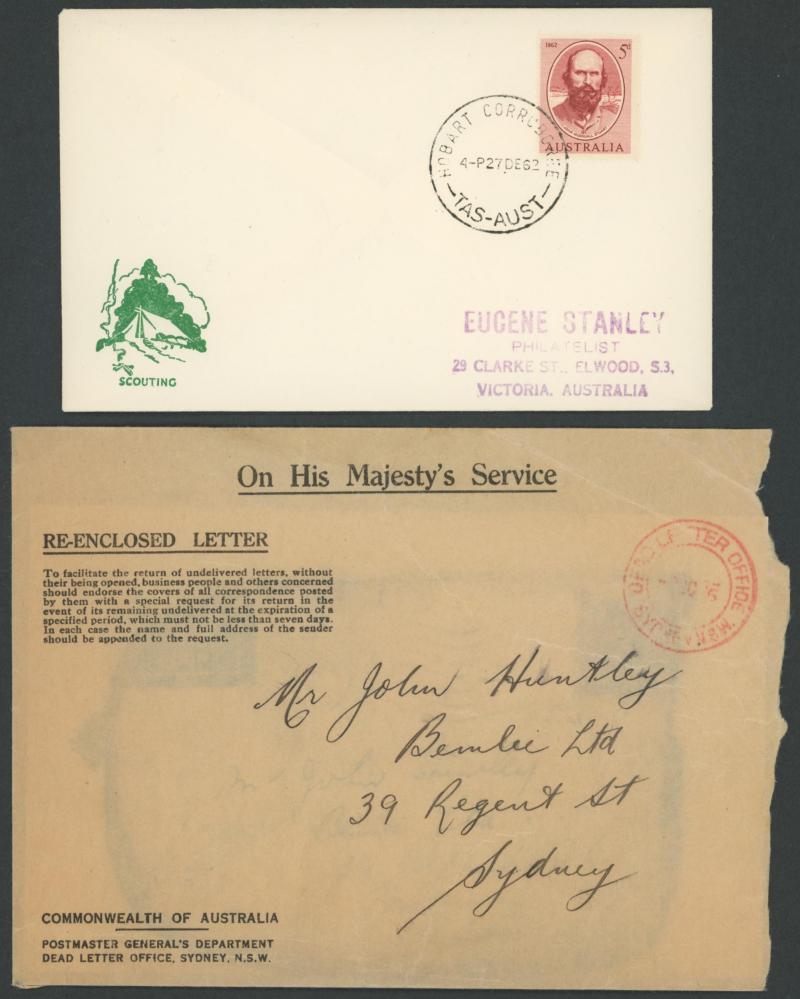 1862
5d
AUSTRALIA
HOBART CORROBOREE
4-P27DE62
TAS-AUST
SCOUTING
EUGENE STANLEY
PHILATELIST
29 CLARKE ST., ELWOOD, S.3,
VICTORIA. AUSTRALIA
On His Majesty's Service
RE-ENCLOSED LETTER
To facilitate the return of undelivered letters, without
their being opened, business people and others concerned
should endorse the covers of all correspondence posted
by them with a special request for its return in the
event of its remaining undelivered at the expiration of a
specified period, which must not be less than seven days.
In each case the name and full address of the sender
should be appended to the request.
DEAD LETTER OFFICE
Mr John Huntley
Bemlee Ltd
39 Regent St
Sydney
COMMONWEALTH OF AUSTRALIA
POSTMASTER GENERAL'S DEPARTMENT
DEAD LETTER OFFICE, SYDNEY, N.S.W.